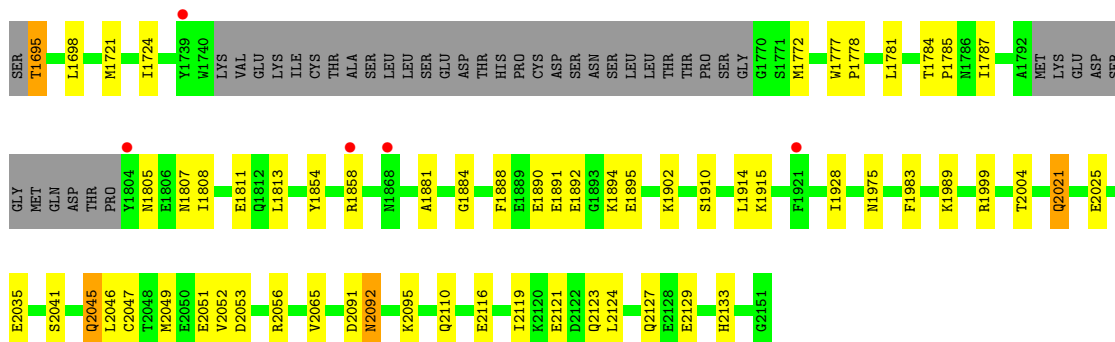 SER T1695 L1698 M1721 I1724 Y1739 W1740 LYS VAL GLU LYS ILE CYS THR ALA SER LEU LEU SER GLU ASP THR HIS PRO CYS ASP SER ASN SER LEU LEU THR THR PRO SER GLY G1770 S1771 M1772 W1777 P1778 L1781 T1784 P1785 N1786 I1787 A1792 MET LYS GLU ASP SER
GLY MET GLN ASP THR PRO Y1804 N1805 E1806 N1807 I1808 E1811 Q1812 L1813 Y1854 R1858 N1868 A1881 G1884 F1888 E1889 E1890 E1891 E1892 G1893 K1894 E1895 K1902 S1910 L1914 K1915 F1921 I1928 N1975 F1983 K1989 R1999 T2004 Q2021 E2025
E2035 S2041 Q2045 L2046 C2047 T2048 M2049 E2050 E2051 V2052 D2053 R2056 V2065 D2091 N2092 K2095 Q2110 E2116 I2119 K2120 E2121 D2122 Q2123 L2124 Q2127 E2128 E2129 H2133 G2151